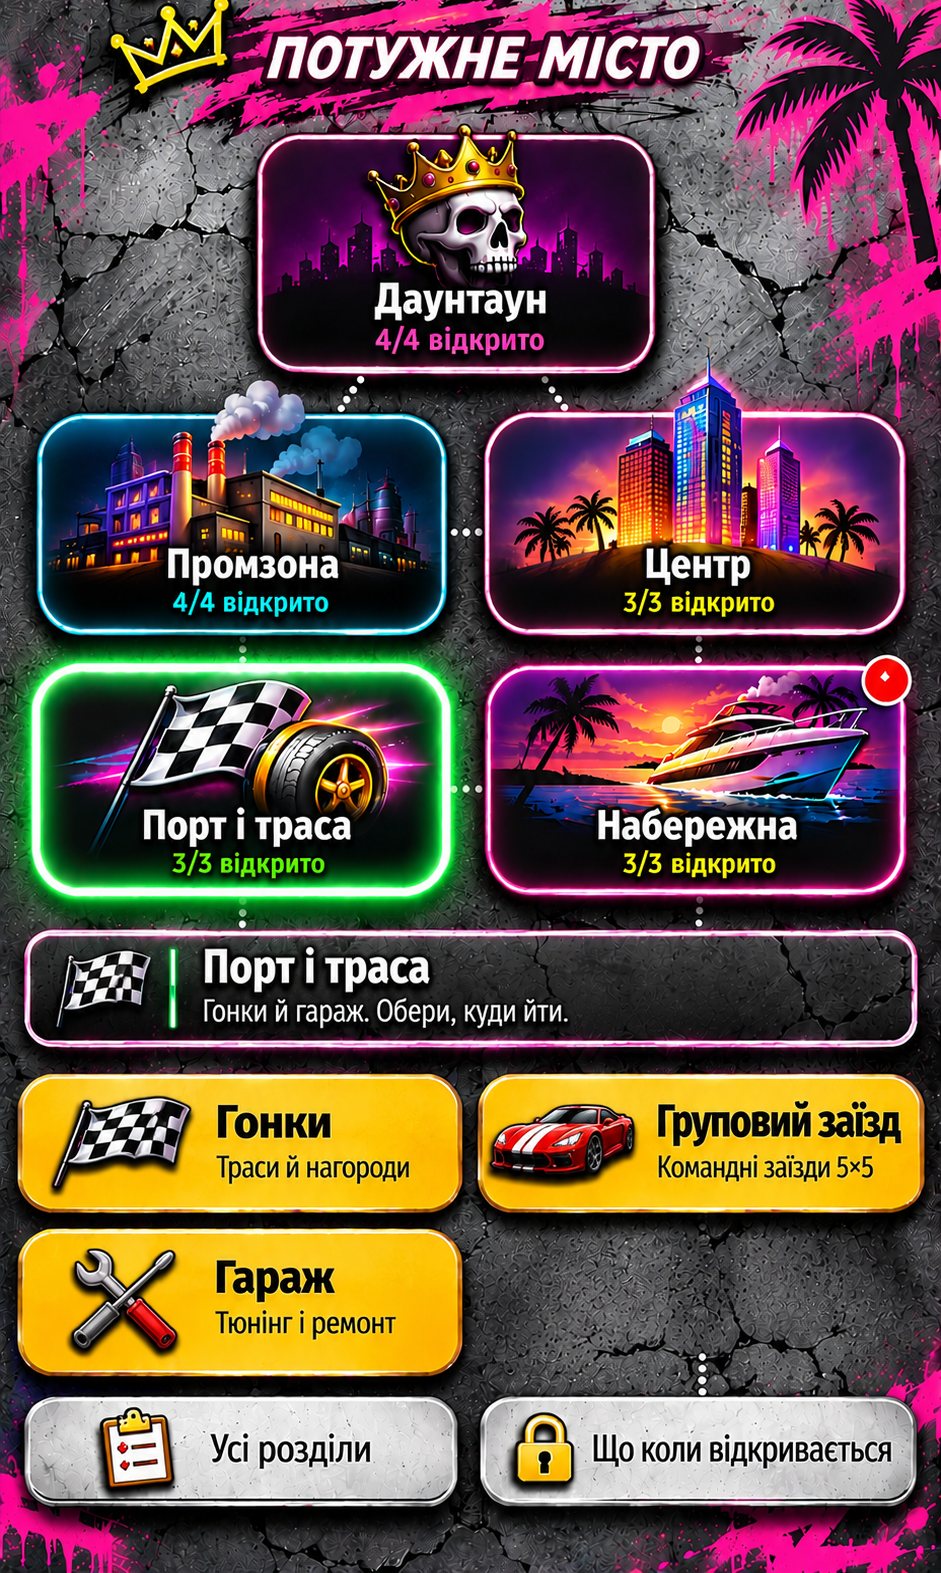 ПОТУЖНЕ МІСТО
Даунтаун
4/4 відкрито
Промзона
4/4 відкрито
Центр
3/3 відкрито
Порт і траса
3/3 відкрито
Набережна
3/3 відкрито
Порт і траса
Гонки й гараж. Обери, куди йти.
Гонки
Траси й нагороди
Груповий заїзд
Командні заїзди 5×5
Гараж
Тюнінг і ремонт
Усі розділи
Що коли відкривається